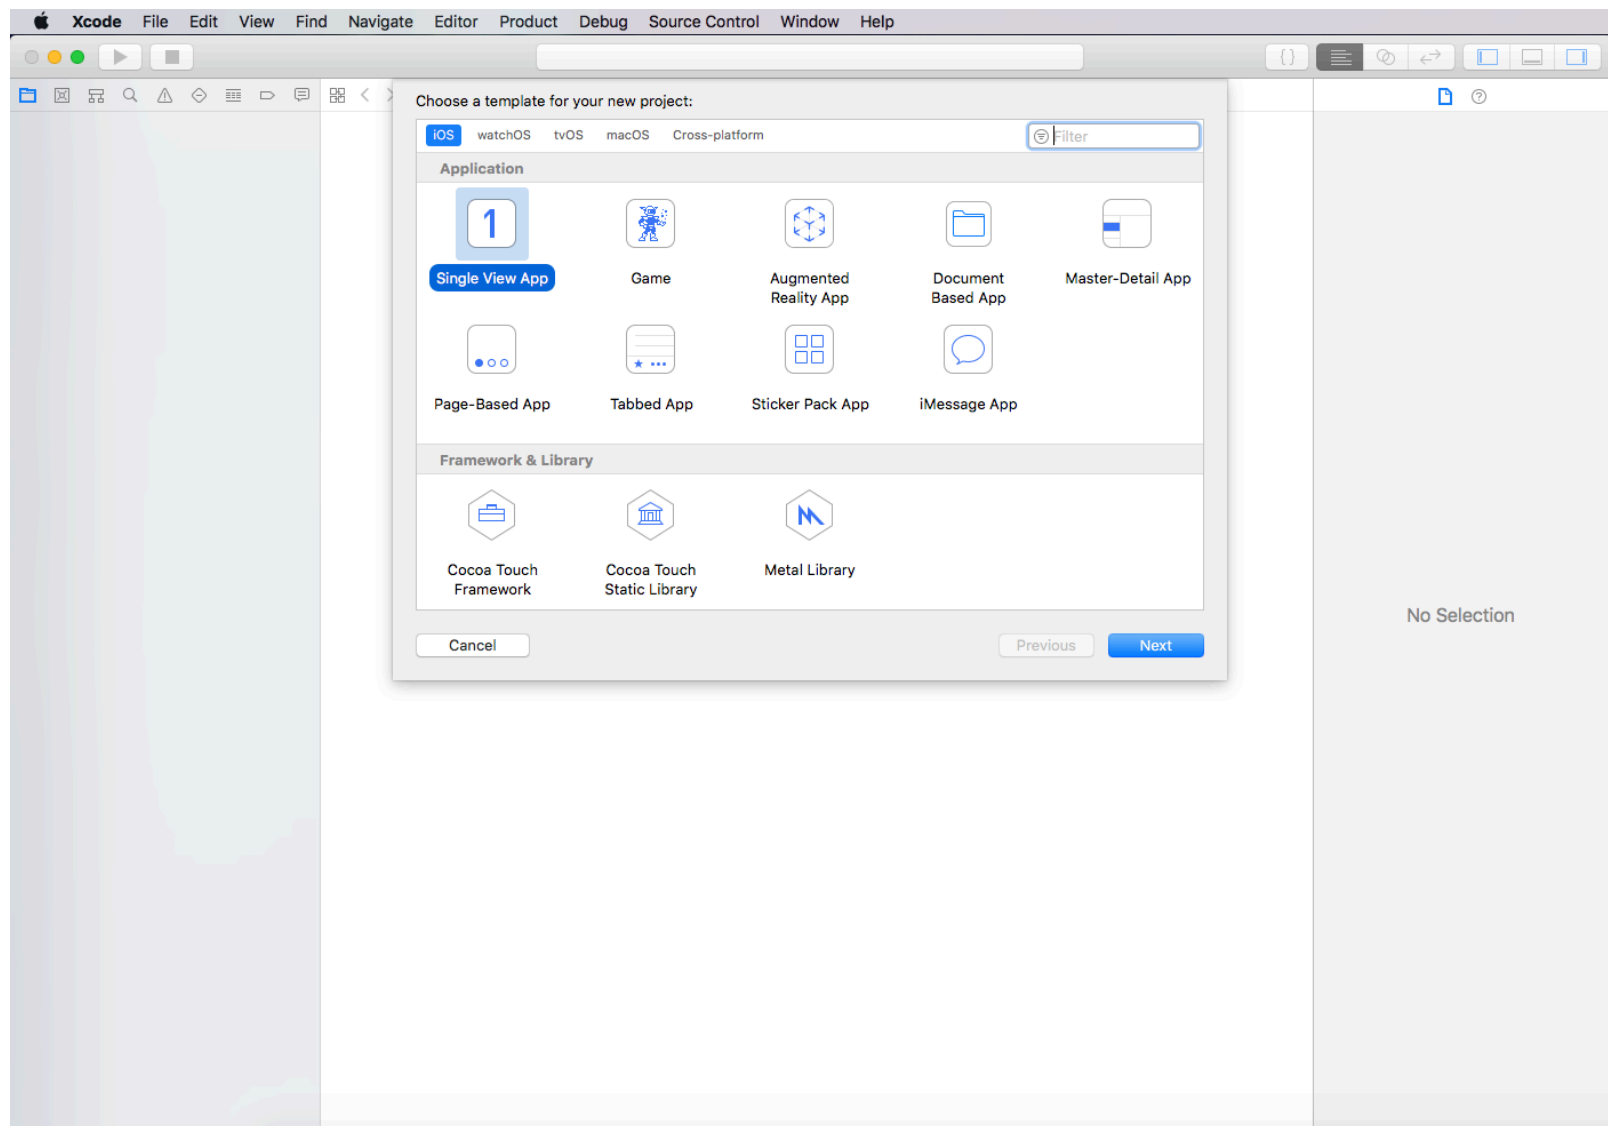 Xcode File Edit View Find Navigate Editor Product Debug Source Control Window Help
{}
Choose a template for your new project:
iOS watchOS tvOS macOS Cross-platform
Filter
Application
1
Single View App
Game
Augmented
Reality App
Document
Based App
Master-Detail App
Page-Based App
Tabbed App
Sticker Pack App
iMessage App
Framework & Library
Cocoa Touch
Framework
Cocoa Touch
Static Library
Metal Library
Cancel
Previous
Next
No Selection